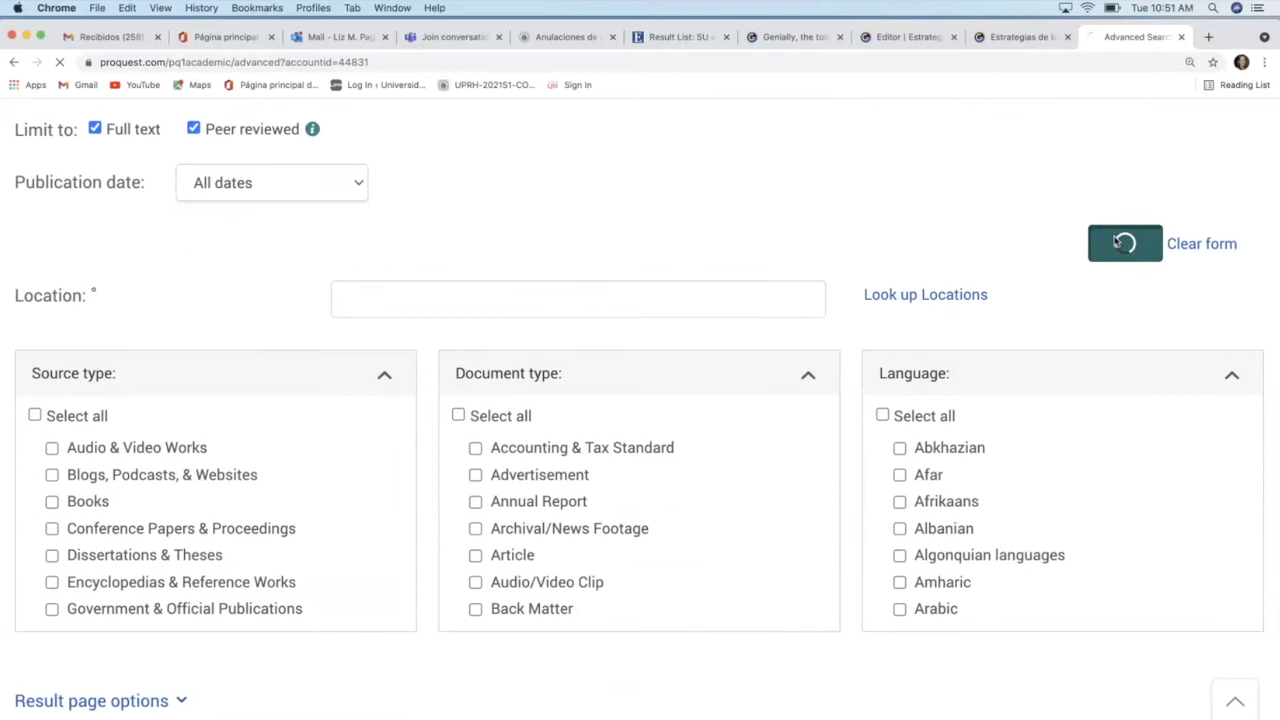 Chrome File Edit View History Bookmarks Profiles Tab Window Help Tue 10:51 AM
Recibidos (258) Página principal Mail - Liz M. Pag Join conversatio Anulaciones de Result List: SU Genially, the too Editor | Estrateg Estrategias de b Advanced Searc
proquest.com/pq1academic/advanced?accountid=44831
Apps Gmail YouTube Maps Página principal d... Log In ‹ Universid... UPRH-2021S1-CO... Sign In Reading List
Limit to: Full text Peer reviewed
Publication date: All dates
Clear form
Location: ° Look up Locations
Source type: Document type: Language:
Select all Select all Select all
Audio & Video Works Accounting & Tax Standard Abkhazian
Blogs, Podcasts, & Websites Advertisement Afar
Books Annual Report Afrikaans
Conference Papers & Proceedings Archival/News Footage Albanian
Dissertations & Theses Article Algonquian languages
Encyclopedias & Reference Works Audio/Video Clip Amharic
Government & Official Publications Back Matter Arabic
Result page options